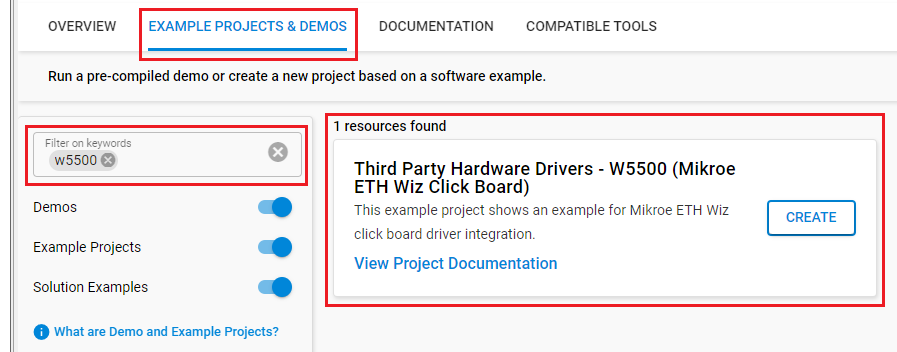 OVERVIEW
EXAMPLE PROJECTS & DEMOS
DOCUMENTATION
COMPATIBLE TOOLS
Run a pre-compiled demo or create a new project based on a software example.
Filter on keywords
w5500
Demos
Example Projects
Solution Examples
What are Demo and Example Projects?
1 resources found
Third Party Hardware Drivers - W5500 (Mikroe
ETH Wiz Click Board)
This example project shows an example for Mikroe ETH Wiz
click board driver integration.
View Project Documentation
CREATE